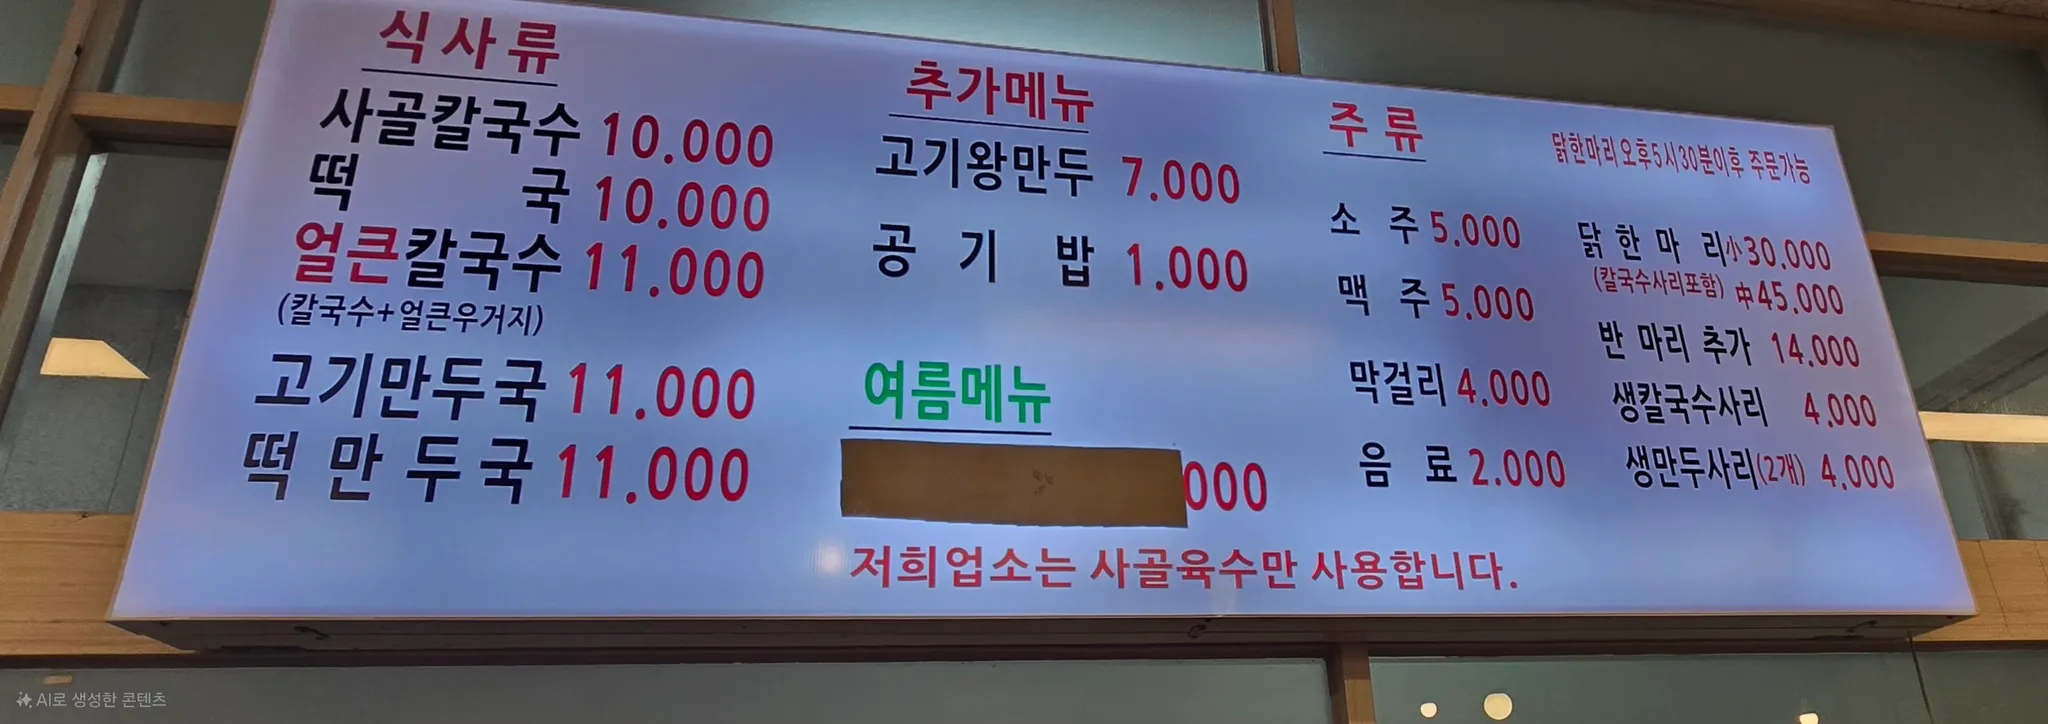 식사류
사골칼국수 10.000
떡 국 10.000
얼큰칼국수 11.000
(칼국수+얼큰우거지)
고기만두국 11.000
떡만두국 11.000
추가메뉴
고기왕만두 7.000
공기밥 1.000
여름메뉴
000
저희업소는 사골육수만 사용합니다.
주류
소주 5.000
맥주 5.000
막걸리 4.000
음료 2.000
닭한마리 오후5시30분이후 주문가능
닭한마리 小 30.000
(칼국수사리포함) 中 45.000
반마리 추가 14.000
생칼국수사리 4.000
생만두사리(2개) 4.000
AI로 생성한 콘텐츠